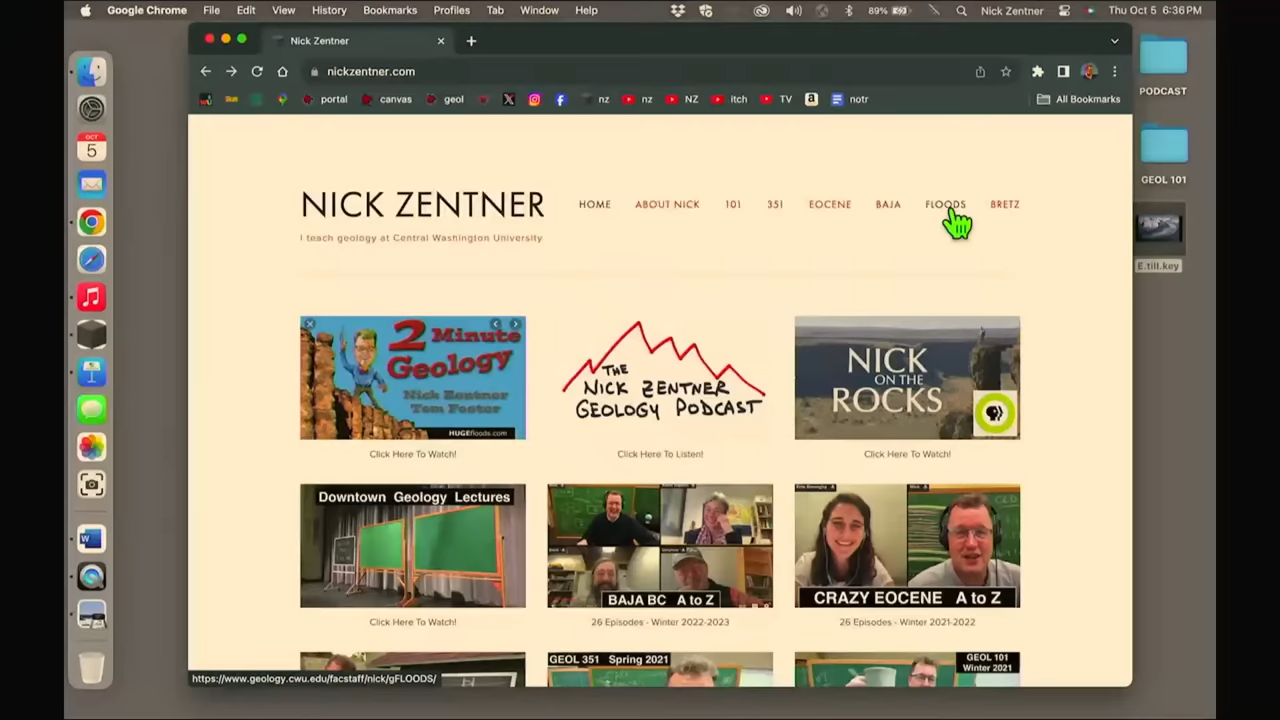 Google Chrome File Edit View History Bookmarks Profiles Tab Window Help 89% Nick Zentner Thu Oct 5 6:36 PM
Nick Zentner
nickzentner.com
portal canvas geol nz nz NZ itch TV notr All Bookmarks
PODCAST
GEOL 101
E.till.key
OCT
5
NICK ZENTNER
HOME ABOUT NICK 101 351 EOCENE BAJA FLOODS BRETZ
I teach geology at Central Washington University
2 Minute
Geology
Nick Zentner
Tom Foster
HUGEfloods.com
THE
NICK ZENTNER
GEOLOGY PODCAST
NICK
ON THE
ROCKS
Click Here To Watch!
Click Here To Listen!
Click Here To Watch!
Downtown Geology Lectures
BAJA BC A to Z
CRAZY EOCENE A to Z
Click Here To Watch!
26 Episodes - Winter 2022-2023
26 Episodes - Winter 2021-2022
GEOL 351 Spring 2021
GEOL 101
Winter 2021
https://www.geology.cwu.edu/facstaff/nick/gFLOODS/